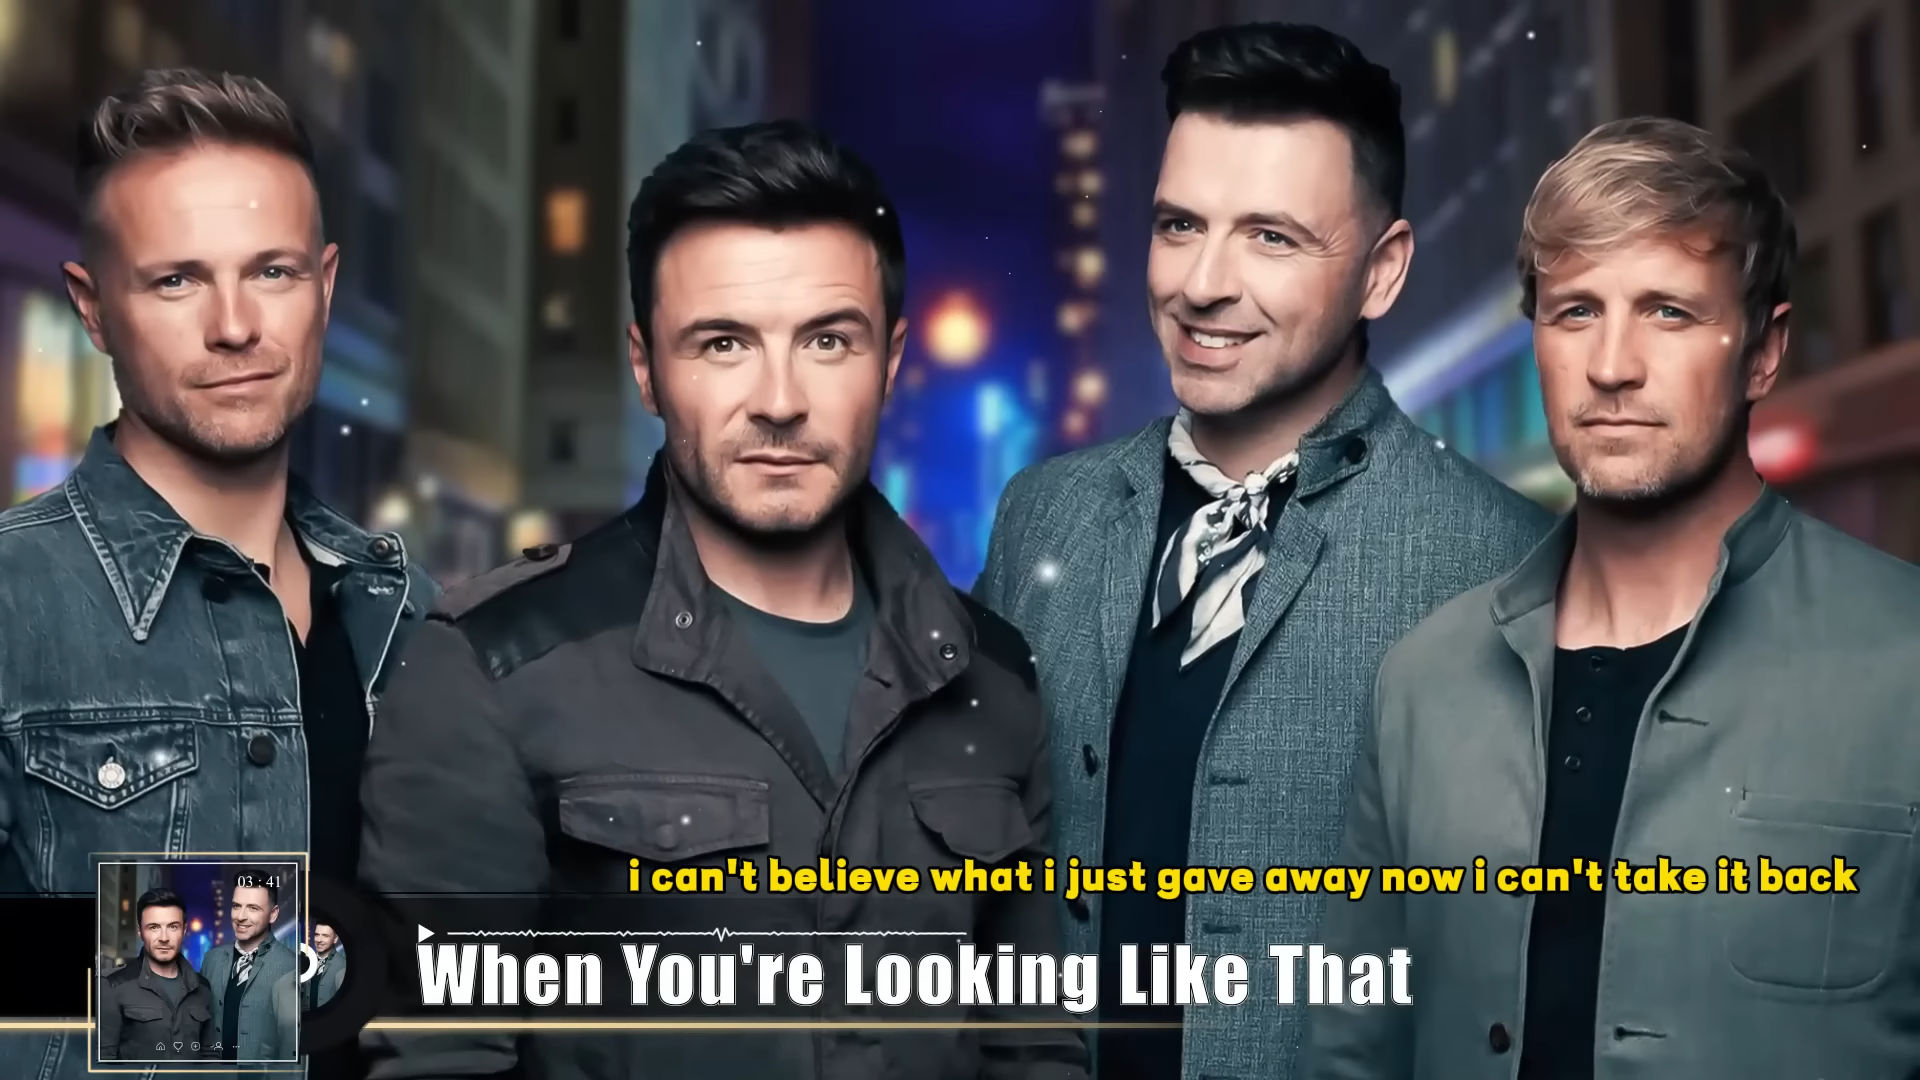 i can't believe what i just gave away now i can't take it back
03 : 41
When You're Looking Like That